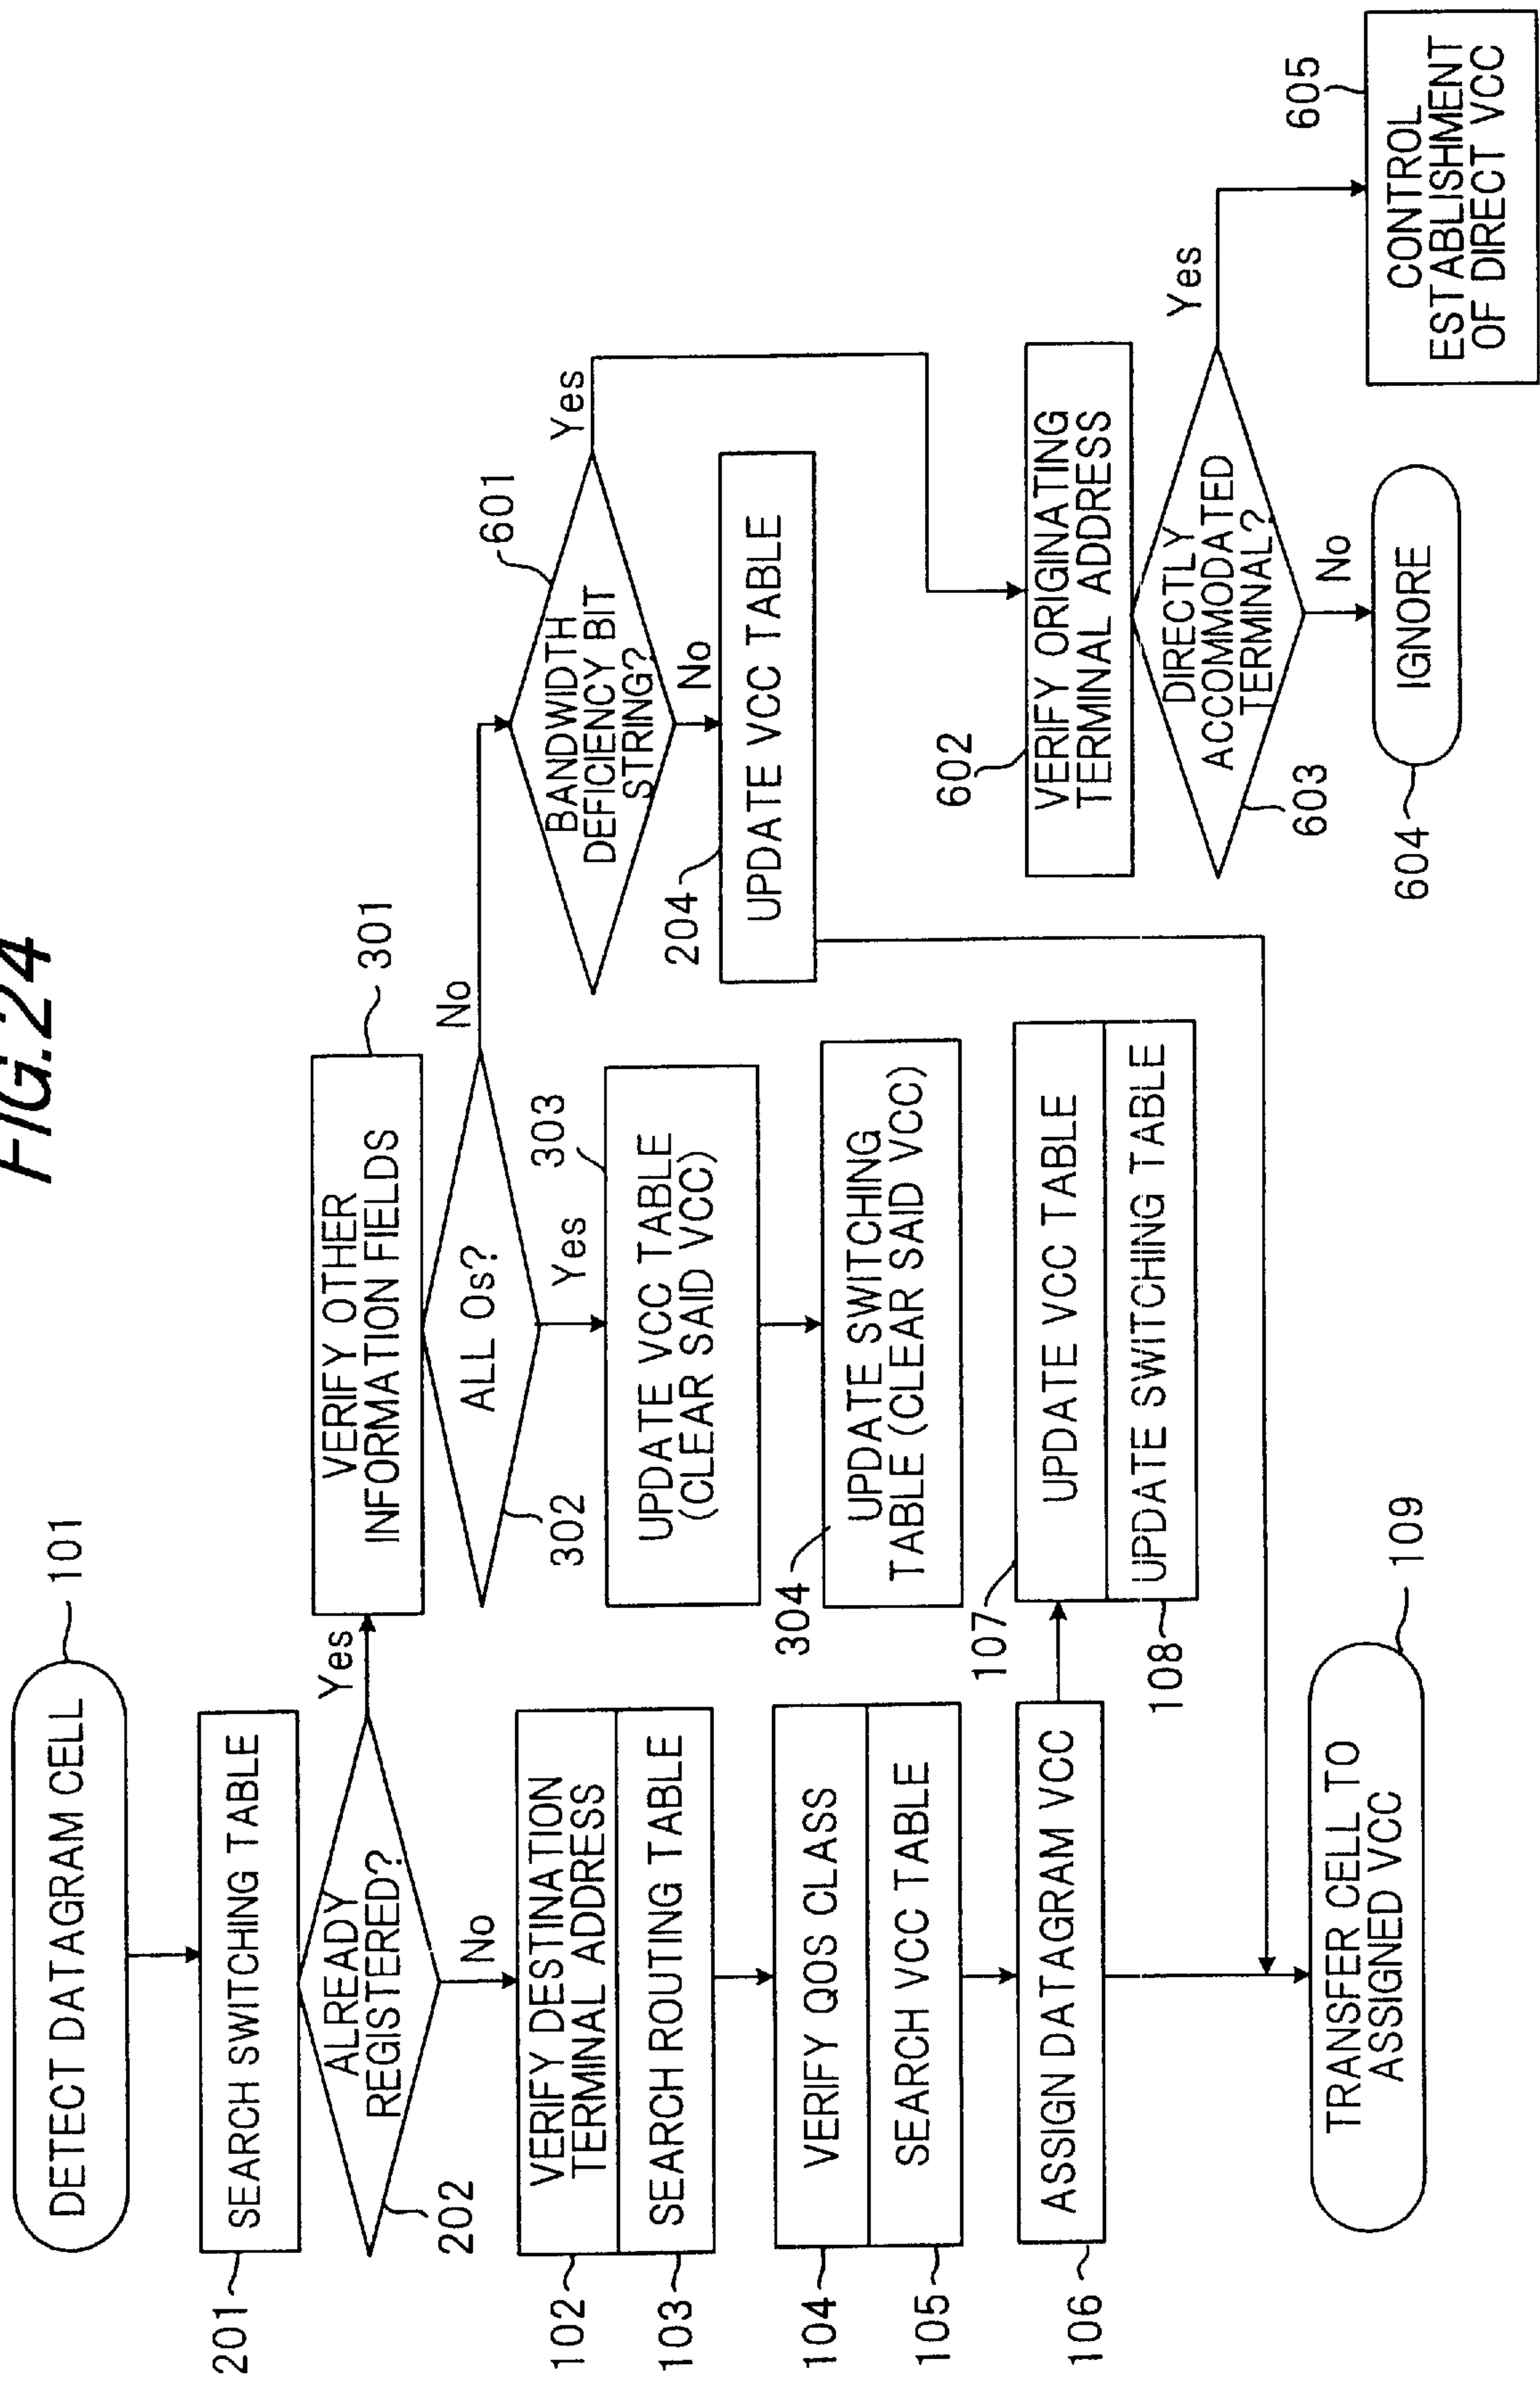 FIG.24
DETECT DATAGRAM CELL
101
201
SEARCH SWITCHING TABLE
ALREADY
REGISTERED?
202
Yes
No
102
VERIFY DESTINATION
TERMINAL ADDRESS
103
SEARCH ROUTING TABLE
104
VERIFY QOS CLASS
105
SEARCH VCC TABLE
106
ASSIGN DATAGRAM VCC
TRANSFER CELL TO
ASSIGNED VCC
109
VERIFY OTHER
INFORMATION FIELDS
301
ALL Os?
302
No
Yes
UPDATE VCC TABLE
(CLEAR SAID VCC)
303
304
UPDATE SWITCHING
TABLE (CLEAR SAID VCC)
107
UPDATE VCC TABLE
108
UPDATE SWITCHING TABLE
BANDWIDTH
DEFICIENCY BIT
STRING?
601
Yes
No
204
UPDATE VCC TABLE
602
VERIFY ORIGINATING
TERMINAL ADDRESS
DIRECTLY
ACCOMMODATED
TERMINAL?
603
Yes
No
604
IGNORE
605
CONTROL
ESTABLISHMENT
OF DIRECT VCC